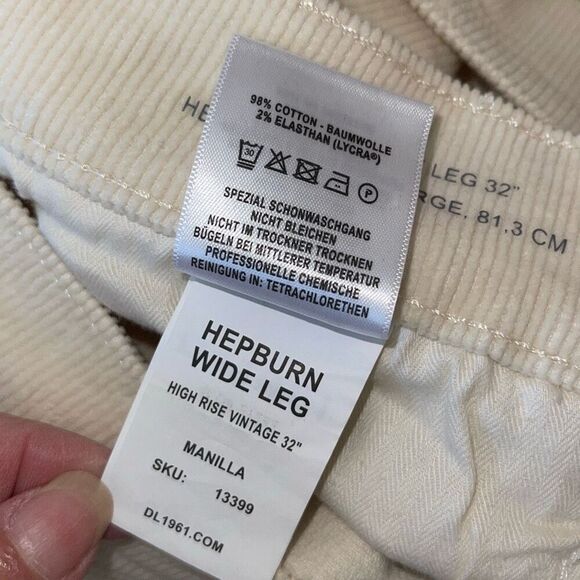 98% COTTON - BAUMWOLLE
2% ELASTHAN (LYCRA®)
30
P
SPEZIAL SCHONWASCHGANG
NICHT BLEICHEN
NICHT IM TROCKNER TROCKNEN
BÜGELN BEI MITTLERER TEMPERATUR
PROFESSIONELLE CHEMISCHE
REINIGUNG IN: TETRACHLORETHEN
HEPBURN
WIDE LEG
HIGH RISE VINTAGE 32"
MANILLA
SKU: 13399
DL1961.COM
LEG 32"
81.3 CM